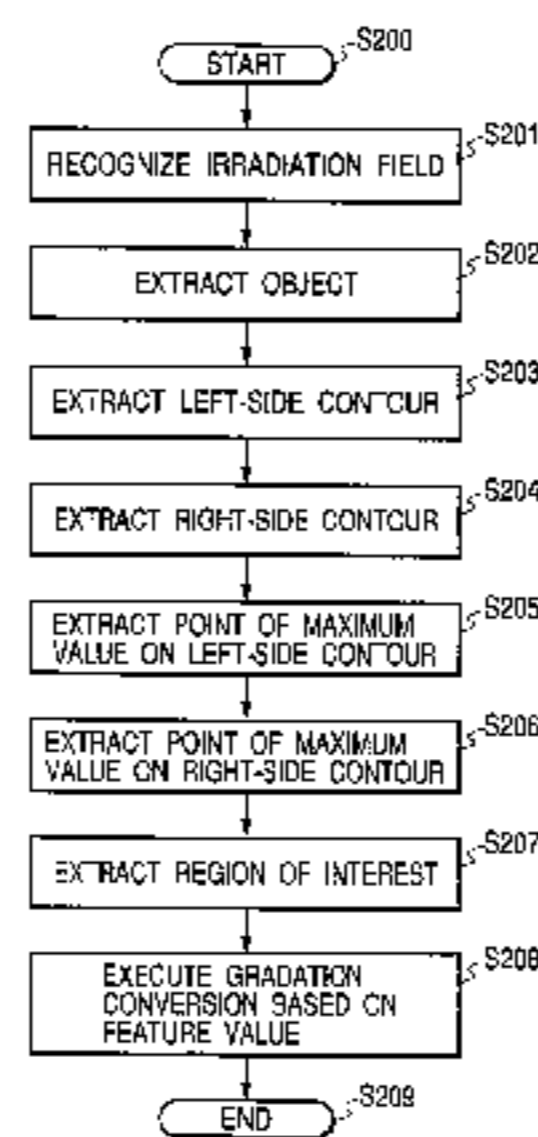 START
S200
RECOGNIZE IRRADIATION FIELD
S201
EXTRACT OBJECT
S202
EXTRACT LEFT-SIDE CONTOUR
S203
EXTRACT RIGHT-SIDE CONTOUR
S204
EXTRACT POINT OF MAXIMUM
VALUE ON LEFT-SIDE CONTOUR
S205
EXTRACT POINT OF MAXIMUM
VALUE ON RIGHT-SIDE CONTOUR
S206
EXTRACT REGION OF INTEREST
S207
EXECUTE GRADATION
CONVERSION BASED ON
FEATURE VALUE
S208
END
S209